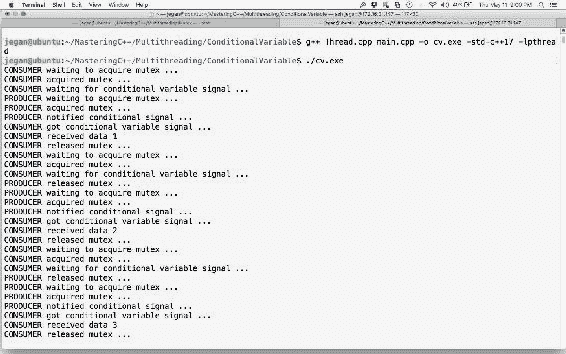 Terminal Shell Edit View Window Help
jegan@ubuntu:~/MasteringC++/Multithreading/ConditionalVariable$ g++ Thread.cpp main.cpp -o cv.exe -std=c++17 -lpthrea
d
jegan@ubuntu:~/MasteringC++/Multithreading/ConditionalVariable$ ./cv.exe
CONSUMER waiting to acquire mutex ...
CONSUMER acquired mutex ...
CONSUMER waiting for conditional variable signal ...
PRODUCER waiting to acquire mutex ...
PRODUCER acquired mutex ...
PRODUCER notified conditional signal ...
CONSUMER got conditional variable signal ...
CONSUMER received data 1
CONSUMER released mutex ...
CONSUMER waiting to acquire mutex ...
CONSUMER acquired mutex ...
CONSUMER waiting for conditional variable signal ...
PRODUCER released mutex ...
PRODUCER waiting to acquire mutex ...
PRODUCER acquired mutex ...
PRODUCER notified conditional signal ...
CONSUMER got conditional variable signal ...
CONSUMER received data 2
CONSUMER released mutex ...
CONSUMER waiting to acquire mutex ...
CONSUMER acquired mutex ...
CONSUMER waiting for conditional variable signal ...
PRODUCER released mutex ...
PRODUCER waiting to acquire mutex ...
PRODUCER acquired mutex ...
PRODUCER notified conditional signal ...
CONSUMER got conditional variable signal ...
CONSUMER received data 3
CONSUMER released mutex ...